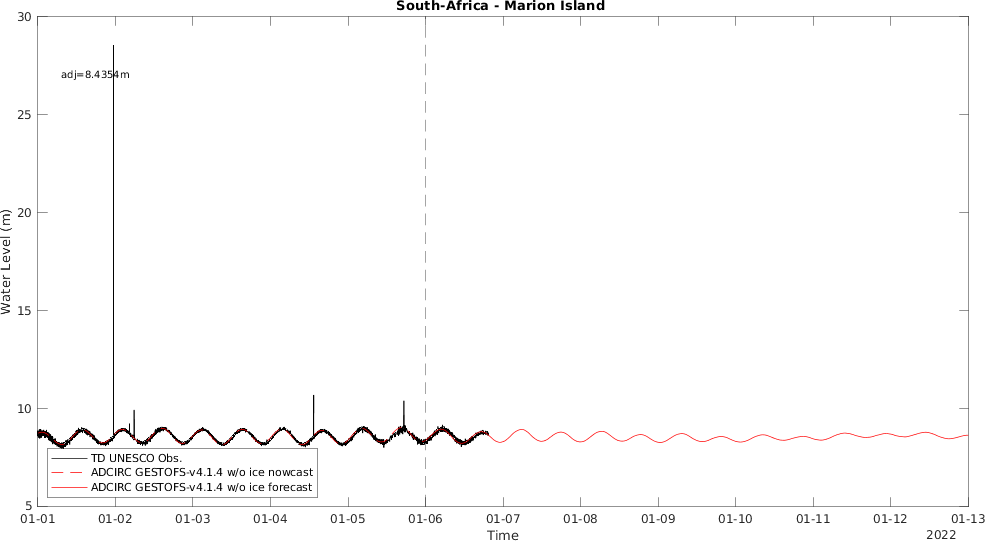 South-Africa - Marion Island
30
adj=8.4354m
25
20
15
10
5
Water Level (m)
TD UNESCO Obs.
ADCIRC GESTOFS-v4.1.4 w/o ice nowcast
ADCIRC GESTOFS-v4.1.4 w/o ice forecast
01-01 01-02 01-03 01-04 01-05 01-06 01-07 01-08 01-09 01-10 01-11 01-12 01-13
Time
2022